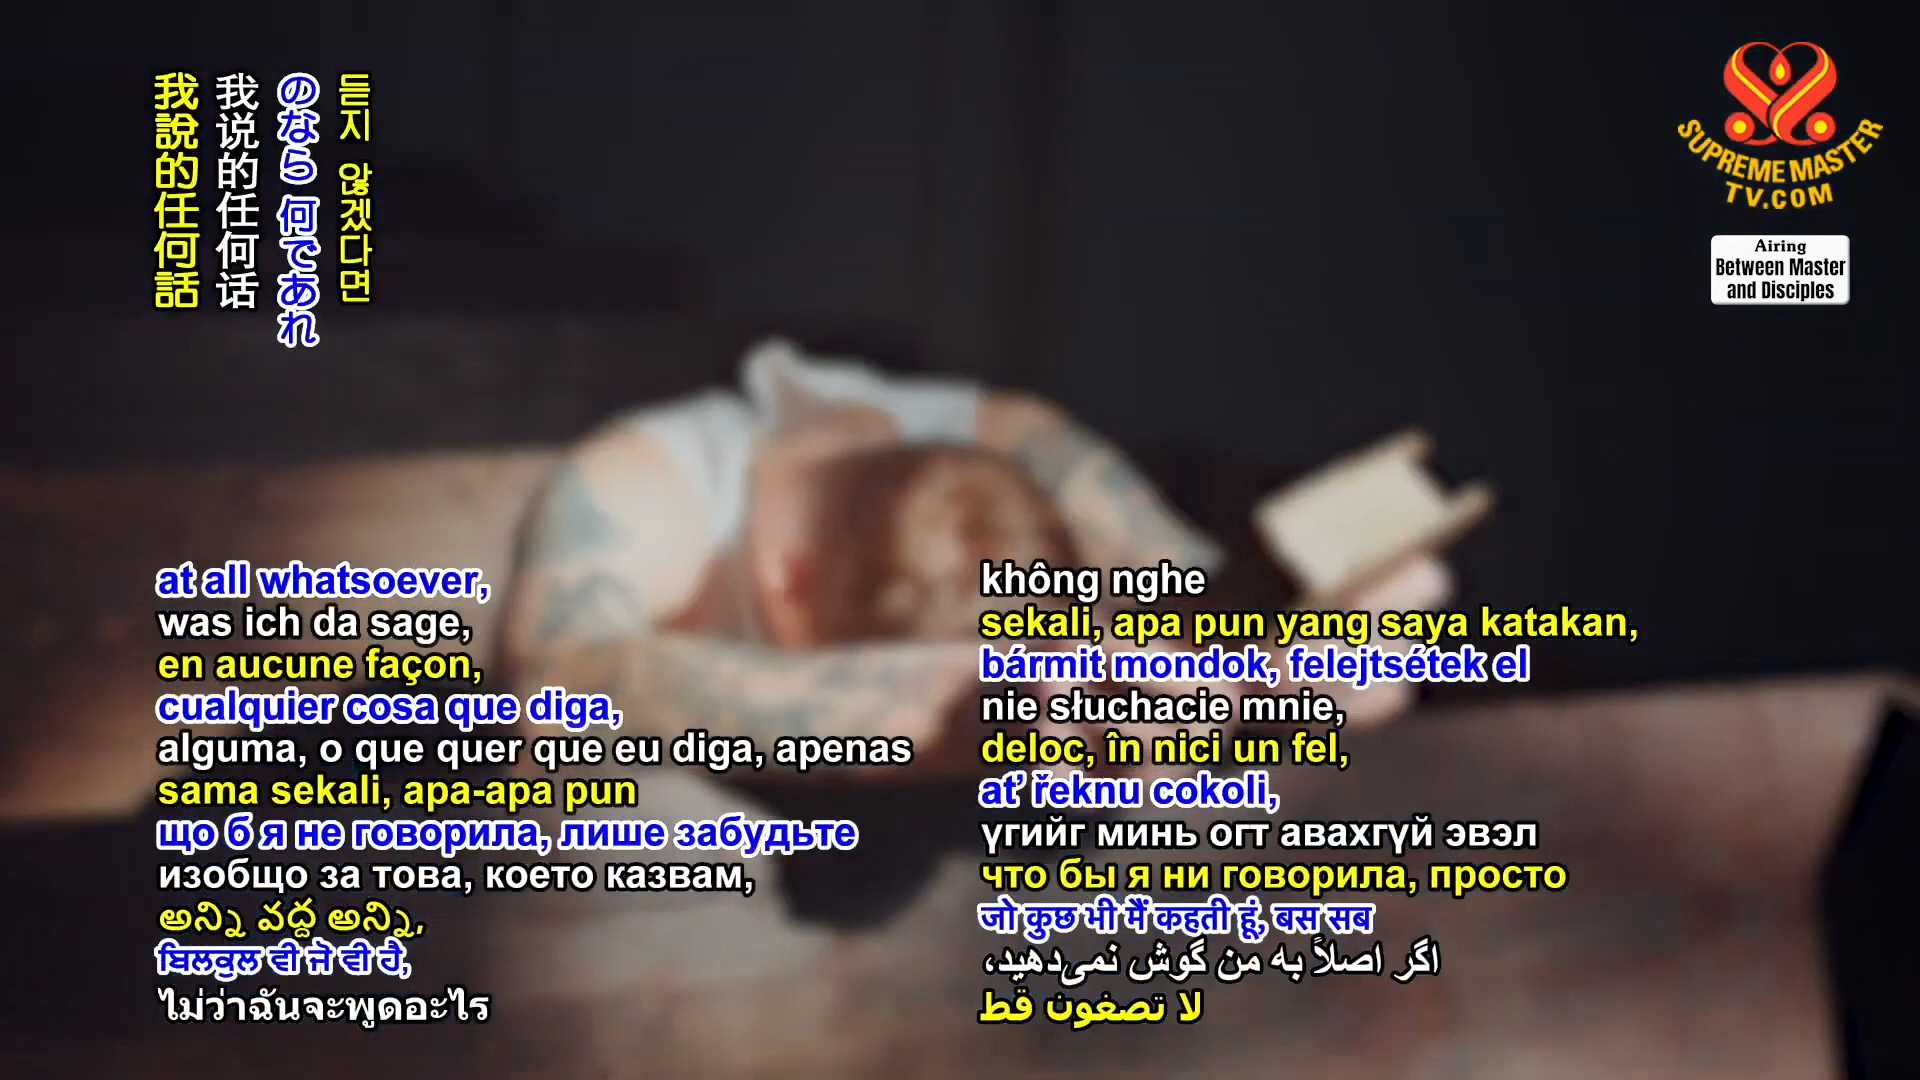 我說的任何話
我说的任何话
のなら 何であれ
듣지 않겠다면
SUPREME MASTER
TV.COM
Airing
Between Master
and Disciples
at all whatsoever,
was ich da sage,
en aucune façon,
cualquier cosa que diga,
alguma, o que quer que eu diga, apenas
sama sekali, apa-apa pun
що б я не говорила, лише забудьте
изобщо за това, което казвам,
అన్ని వద్ద అన్ని,
ਬਿਲਕੁਲ ਵੀ ਜੋ ਵੀ ਹੈ,
ไม่ว่าฉันจะพูดอะไร
không nghe
sekali, apa pun yang saya katakan,
bármit mondok, felejtsétek el
nie słuchacie mnie,
deloc, în nici un fel,
ať řeknu cokoli,
үгийг минь огт авахгүй эвэл
что бы я ни говорила, просто
जो कुछ भी मैं कहती हूं, बस सब
اگر اصلاً به من گوش نمی‌دهید،
لا تصغون قط